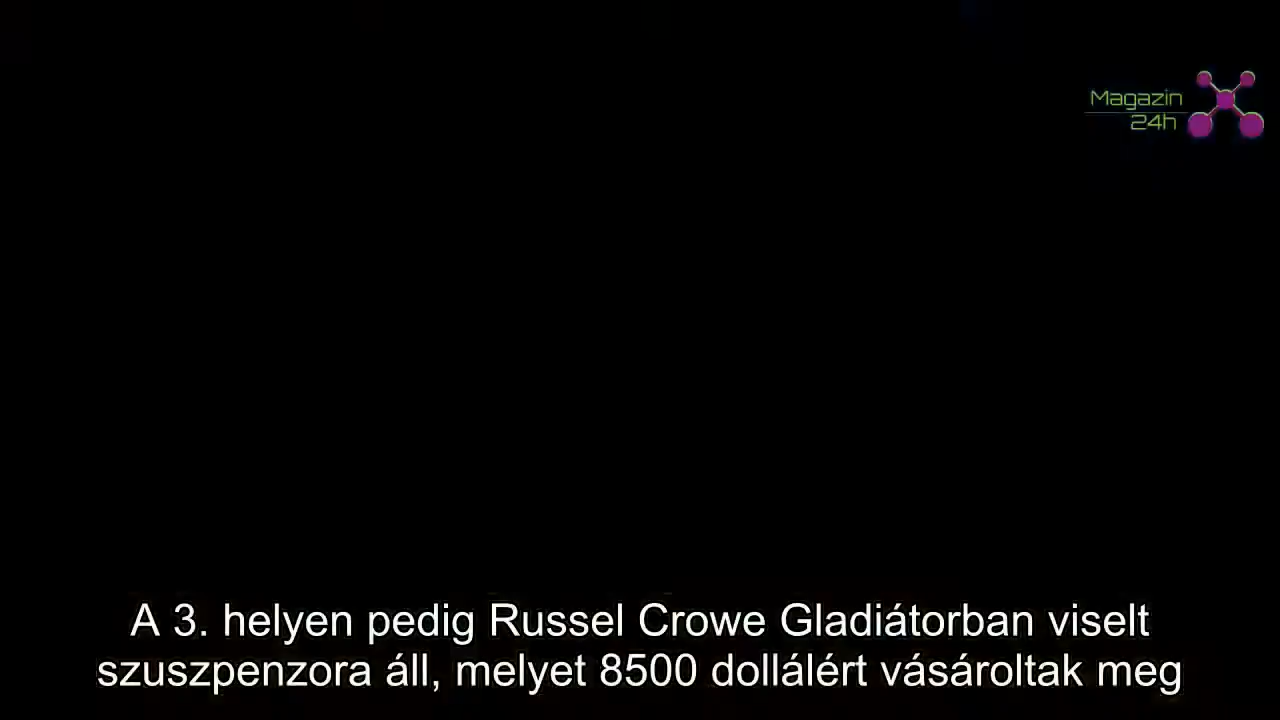 Magazin
24h
A 3. helyen pedig Russel Crowe Gladiátorban viselt
szuszpenzora áll, melyet 8500 dollálért vásároltak meg